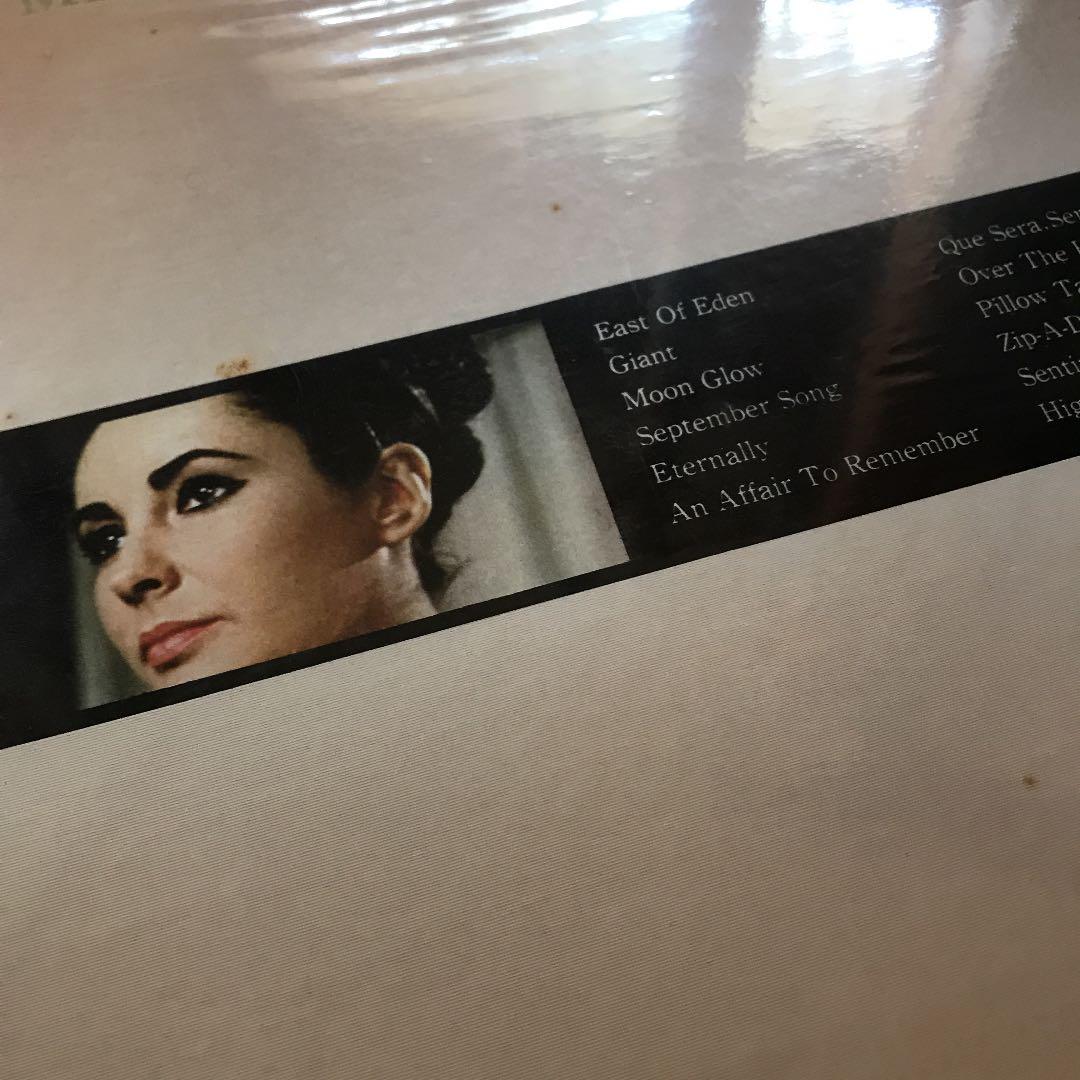 East Of Eden
Giant
Moon Glow
September Song
Eternally
An Affair To Remember
Que Sera, Ser
Over The
Pillow Ta
Zip-A-D
Senti
Hig